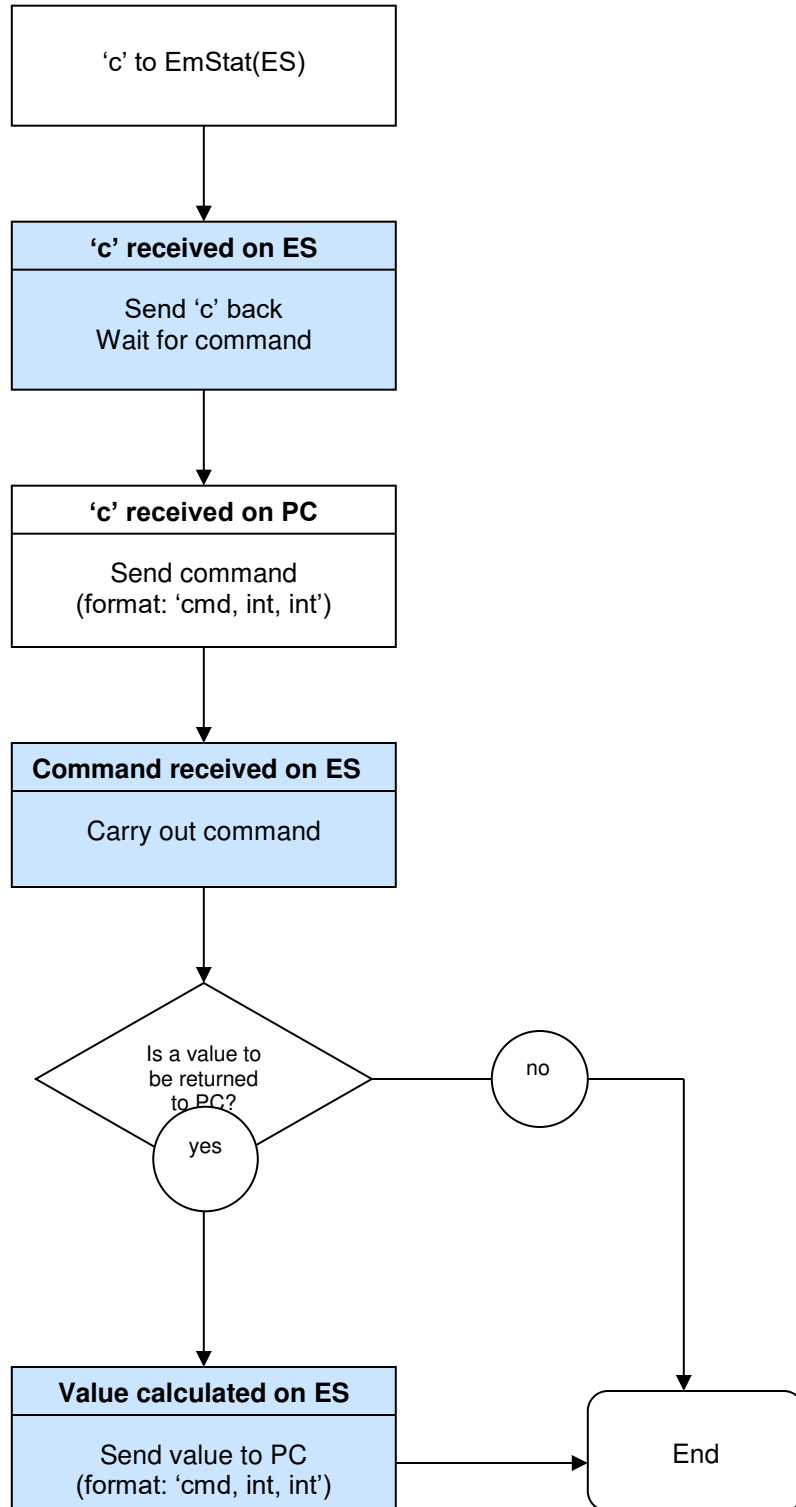 ‘c’ to EmStat(ES)
‘c’ received on ES
Send ‘c’ back
Wait for command
‘c’ received on PC
Send command
(format: ‘cmd, int, int’)
Command received on ES
Carry out command
Is a value to
be returned
to PC?
no
yes
Value calculated on ES
Send value to PC
(format: ‘cmd, int, int’)
End